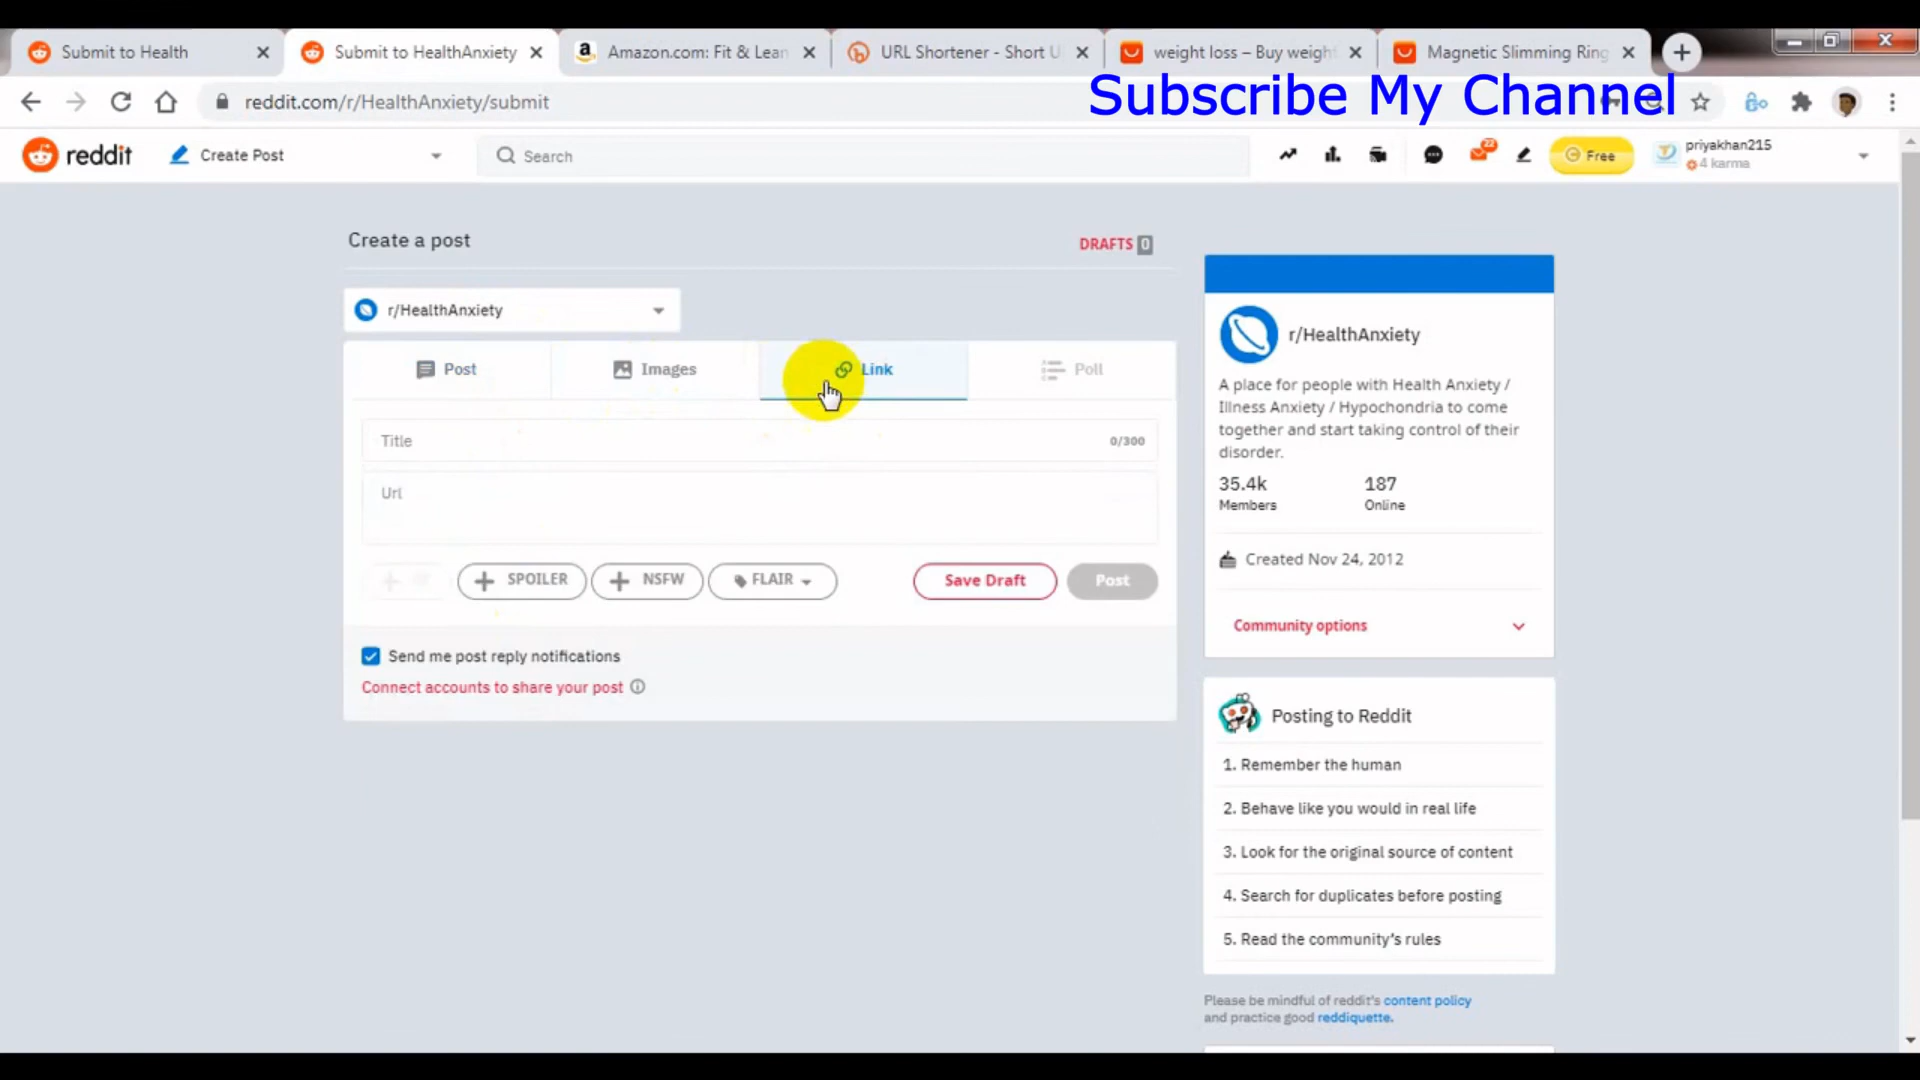 Submit to Health
Submit to HealthAnxiety
Amazon.com: Fit & Lean
URL Shortener - Short U
weight loss – Buy weight
Magnetic Slimming Ring
reddit.com/r/HealthAnxiety/submit
Subscribe My Channel
reddit
Create Post
Search
22
Free
priyakhan215
4 karma
Create a post
DRAFTS 0
r/HealthAnxiety
Post
Images
Link
Poll
Title
0/300
Url
SPOILER
NSFW
FLAIR
Save Draft
Post
Send me post reply notifications
Connect accounts to share your post
r/HealthAnxiety
A place for people with Health Anxiety /
Illness Anxiety / Hypochondria to come
together and start taking control of their
disorder.
35.4k
Members
187
Online
Created Nov 24, 2012
Community options
Posting to Reddit
1. Remember the human
2. Behave like you would in real life
3. Look for the original source of content
4. Search for duplicates before posting
5. Read the community's rules
Please be mindful of reddit's content policy
and practice good reddiquette.